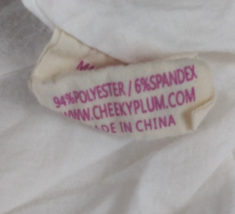 94%POLYESTER / 6%SPANDEX
WWW.CHEEKYPLUM.COM
MADE IN CHINA